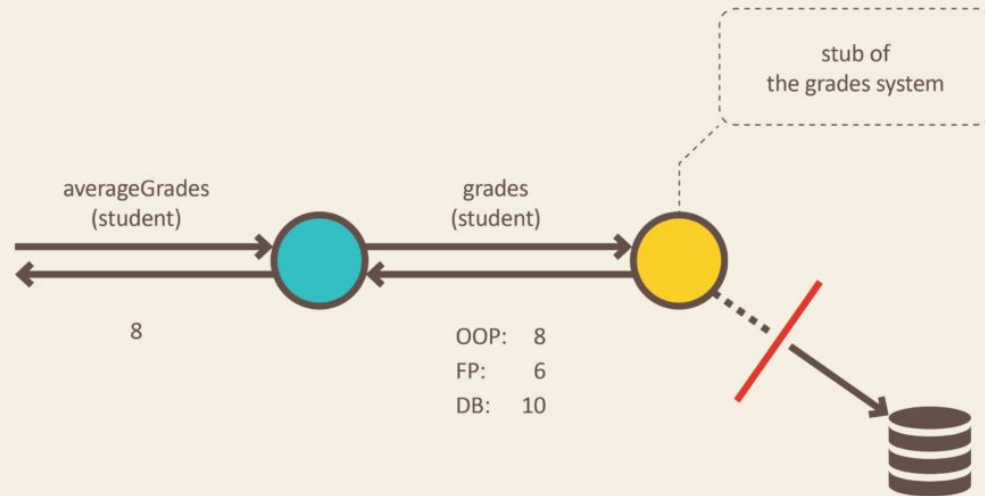 stub of
the grades system
averageGrades
(student)
grades
(student)
8
OOP: 8
FP: 6
DB: 10